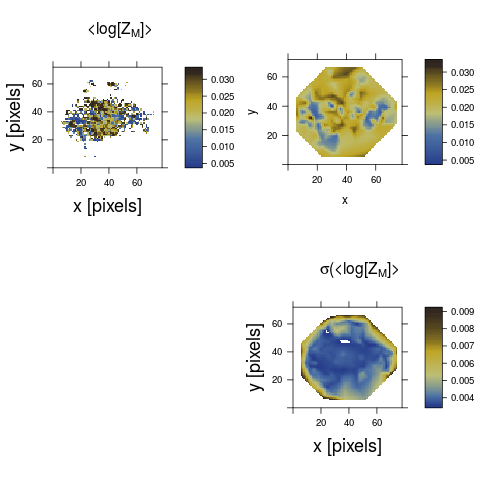 <log[Z_M]>
y [pixels]
60
40
20
20 40 60
x [pixels]
0.030
0.025
0.020
0.015
0.010
0.005
y
60
40
20
20 40 60
x
0.030
0.025
0.020
0.015
0.010
0.005
σ(<log[Z_M]>
y [pixels]
60
40
20
20 40 60
x [pixels]
0.009
0.008
0.007
0.006
0.005
0.004